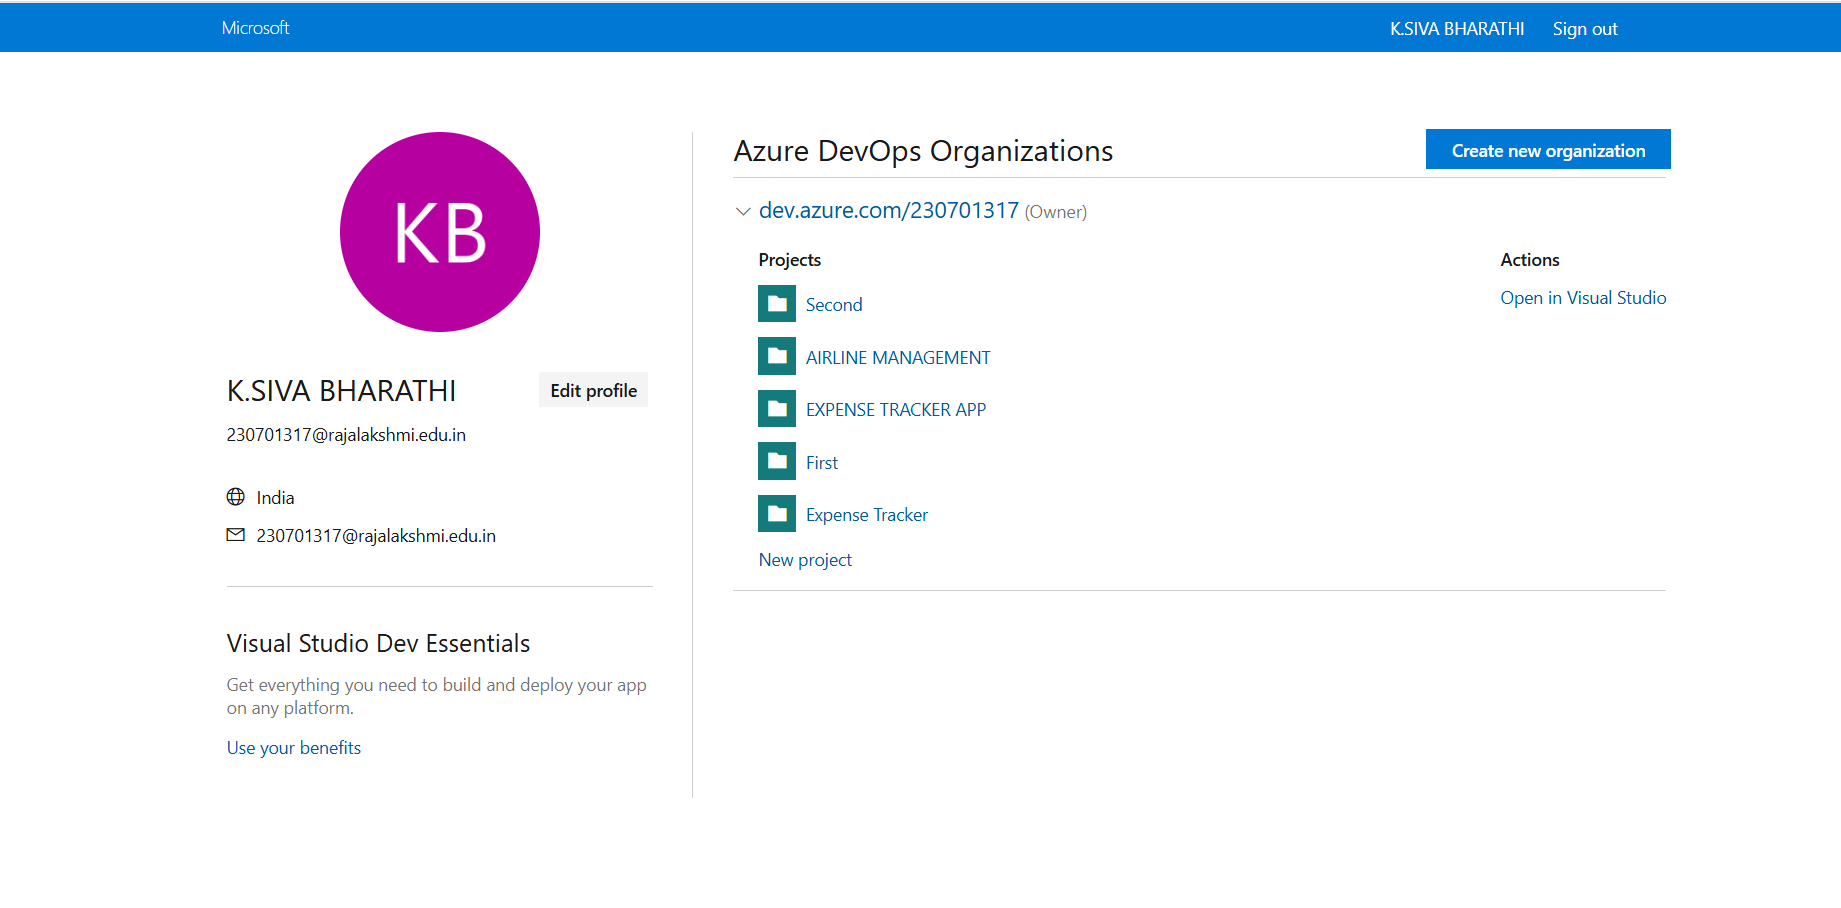 Microsoft
K.SIVA BHARATHI Sign out
KB
K.SIVA BHARATHI Edit profile
230701317@rajalakshmi.edu.in
India
230701317@rajalakshmi.edu.in
Visual Studio Dev Essentials
Get everything you need to build and deploy your app
on any platform.
Use your benefits
Azure DevOps Organizations Create new organization
dev.azure.com/230701317 (Owner)
Projects Actions
Second Open in Visual Studio
AIRLINE MANAGEMENT
EXPENSE TRACKER APP
First
Expense Tracker
New project